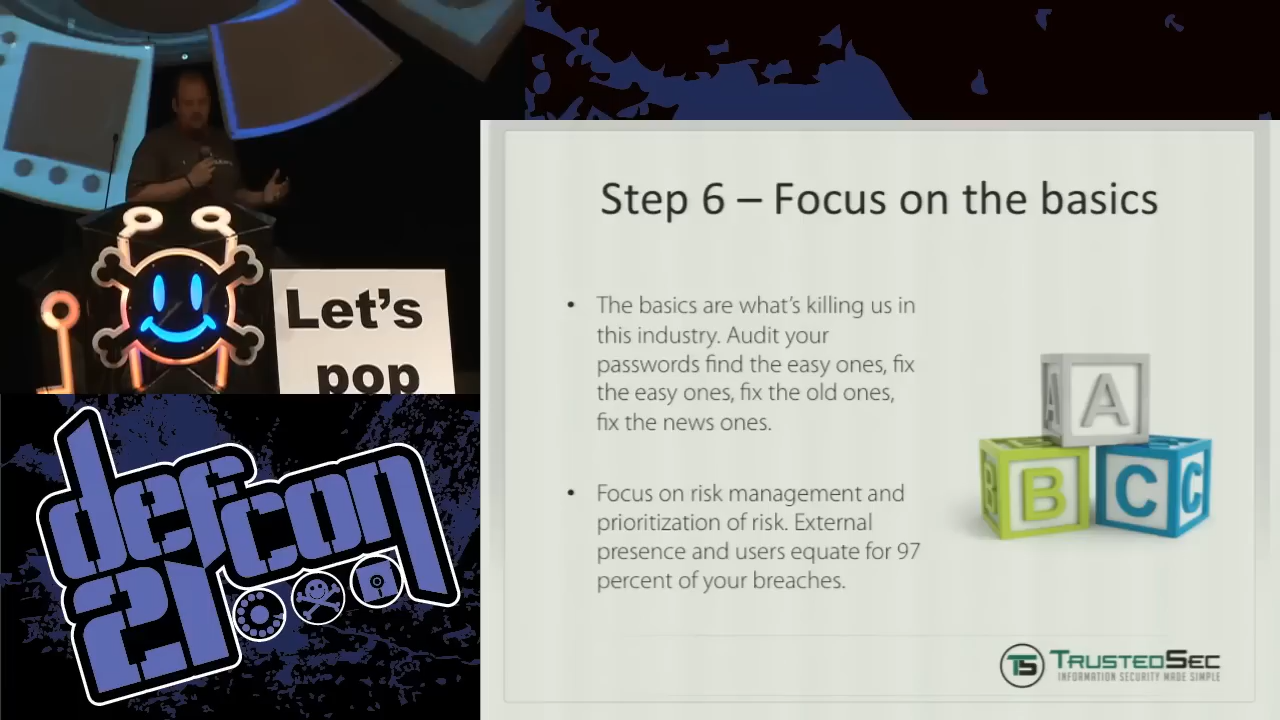 Let's
pop
defcon
21
Step 6 – Focus on the basics
• The basics are what's killing us in
this industry. Audit your
passwords find the easy ones, fix
the easy ones, fix the old ones,
fix the news ones.
• Focus on risk management and
prioritization of risk. External
presence and users equate for 97
percent of your breaches.
A A
B B C C
TS TRUSTEDSEC
INFORMATION SECURITY MADE SIMPLE